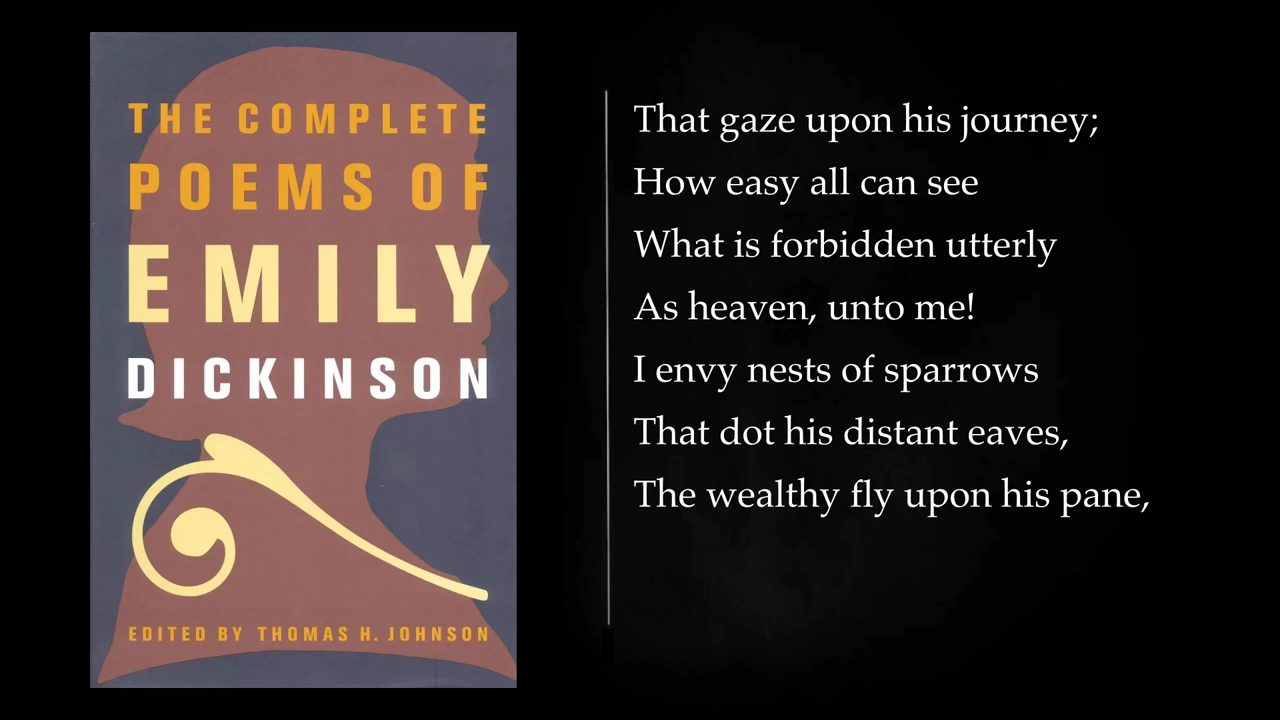 THE COMPLETE
POEMS OF
EMILY
DICKINSON
EDITED BY THOMAS H. JOHNSON
That gaze upon his journey;
How easy all can see
What is forbidden utterly
As heaven, unto me!
I envy nests of sparrows
That dot his distant eaves,
The wealthy fly upon his pane,